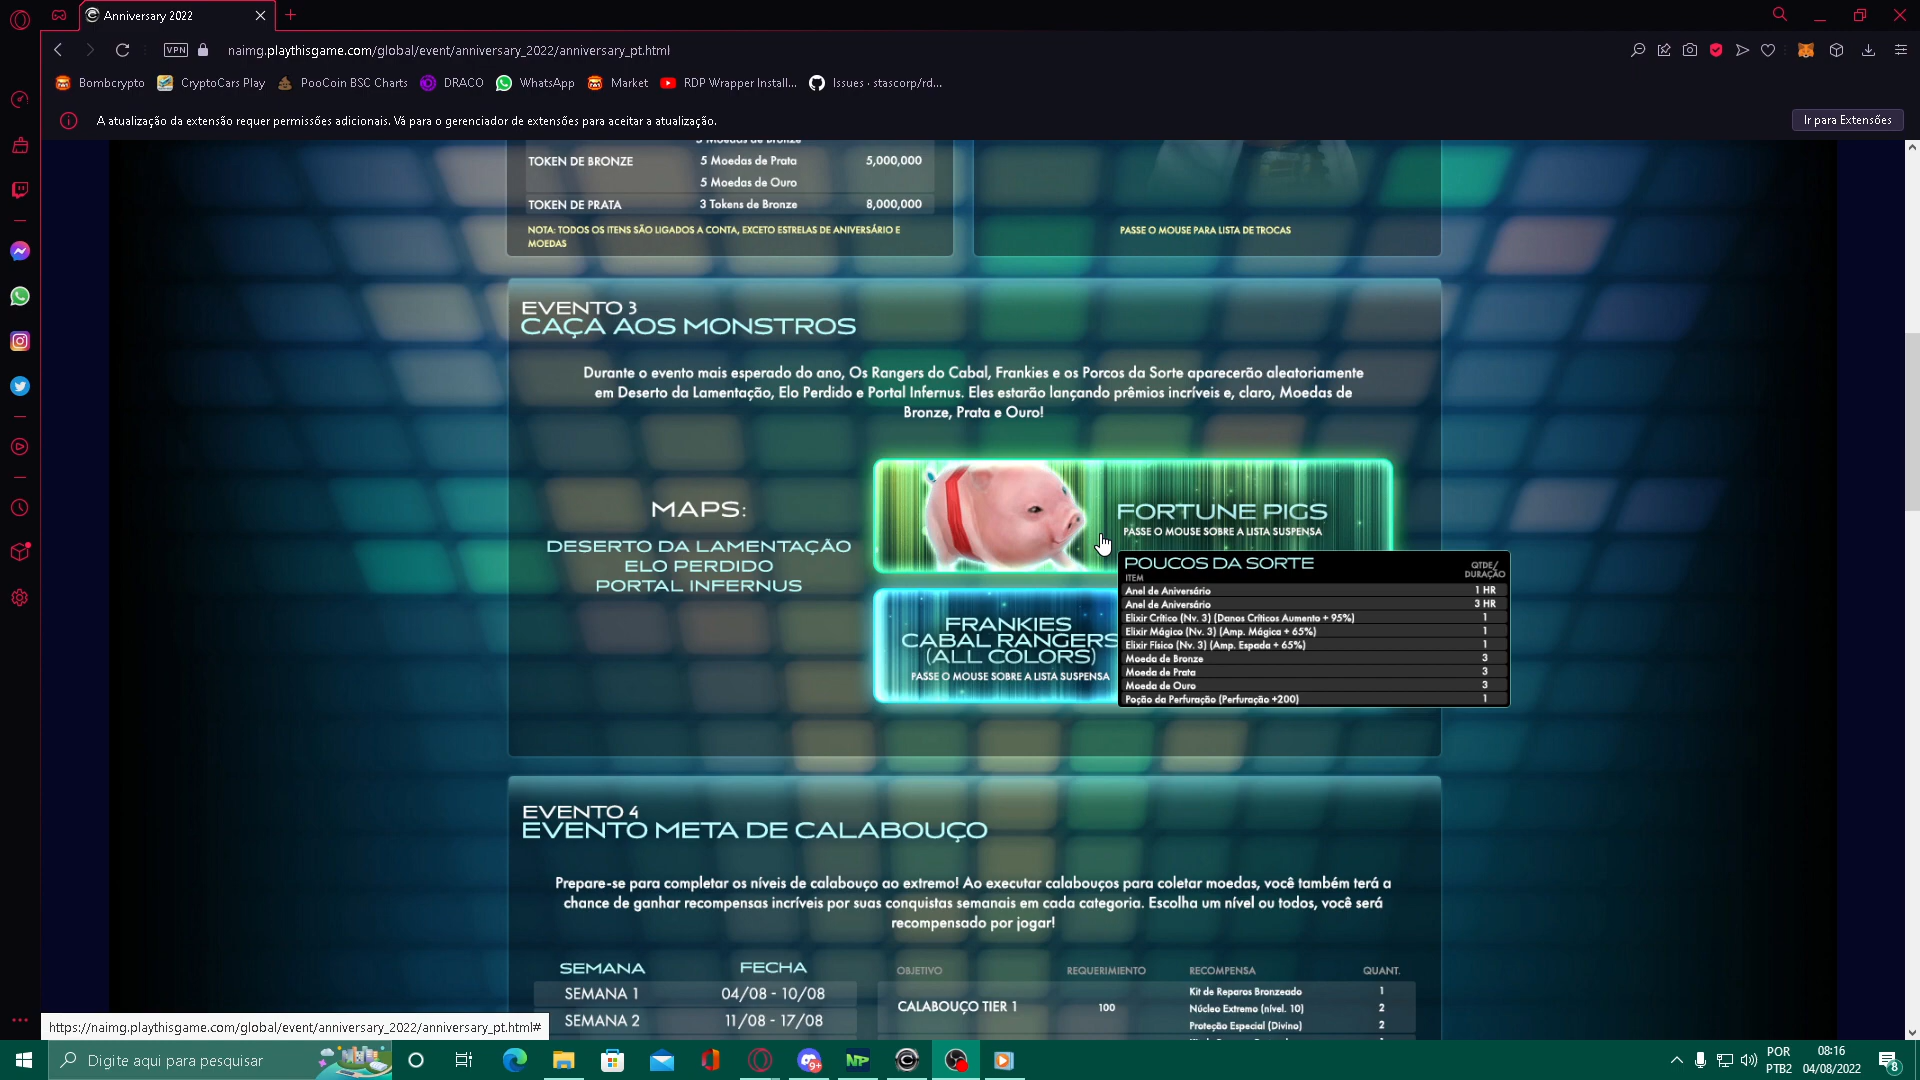 Anniversary 2022
VPN
naimg.playthisgame.com/global/event/anniversary_2022/anniversary_pt.html
Bombcrypto
CryptoCars Play
PooCoin BSC Charts
DRACO
WhatsApp
Market
RDP Wrapper Install...
Issues · stascorp/rd...
A atualização da extensão requer permissões adicionais. Vá para o gerenciador de extensões para aceitar a atualização.
Ir para Extensões
TOKEN DE BRONZE
5 Moedas de Prata
5,000,000
5 Moedas de Ouro
TOKEN DE PRATA
3 Tokens de Bronze
8,000,000
NOTA: TODOS OS ITENS SÃO LIGADOS A CONTA, EXCETO ESTRELAS DE ANIVERSÁRIO E
MOEDAS
PASSE O MOUSE PARA LISTA DE TROCAS
EVENTO 3
CAÇA AOS MONSTROS
Durante o evento mais esperado do ano, Os Rangers do Cabal, Frankies e os Porcos da Sorte aparecerão aleatoriamente
em Deserto da Lamentação, Elo Perdido e Portal Infernus. Eles estarão lançando prêmios incríveis e, claro, Moedas de
Bronze, Prata e Ouro!
MAPS:
DESERTO DA LAMENTAÇÃO
ELO PERDIDO
PORTAL INFERNUS
FORTUNE PIGS
PASSE O MOUSE SOBRE A LISTA SUSPENSA
FRANKIES
CABAL RANGERS
(ALL COLORS)
PASSE O MOUSE SOBRE A LISTA SUSPENSA
POUCOS DA SORTE
QTDE/
DURAÇÃO
ITEM
Anel de Aniversário 1 HR
Anel de Aniversário 3 HR
Elixir Crítico (Nv. 3) (Danos Críticos Aumento + 95%) 1
Elixir Mágico (Nv. 3) (Amp. Mágica + 65%) 1
Elixir Físico (Nv. 3) (Amp. Espada + 65%) 1
Moeda de Bronze 3
Moeda de Prata 3
Moeda de Ouro 3
Poção da Perfuração (Perfuração +200) 1
EVENTO 4
EVENTO META DE CALABOUÇO
Prepare-se para completar os níveis de calabouço ao extremo! Ao executar calabouços para coletar moedas, você também terá a
chance de ganhar recompensas incríveis por suas conquistas semanais em cada categoria. Escolha um nível ou todos, você será
recompensado por jogar!
SEMANA FECHA
SEMANA 1 04/08 - 10/08
SEMANA 2 11/08 - 17/08
OBJETIVO REQUERIMIENTO RECOMPENSA QUANT.
CALABOUÇO TIER 1 100
Kit de Reparos Bronzeado 1
Núcleo Extremo (nível. 10) 2
Proteção Especial (Divino) 2
https://naimg.playthisgame.com/global/event/anniversary_2022/anniversary_pt.html#
Digite aqui para pesquisar
9+
NP
POR
PTB2
08:16
04/08/2022
8